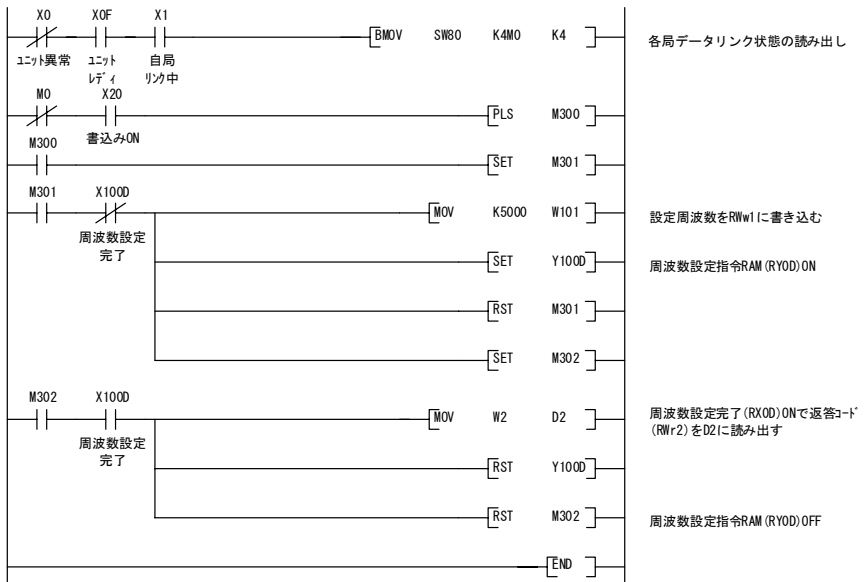 X0 X0F X1
BMOV SW80 K4M0 K4 各局データリンク状態の読み出し
ユニット異常 ユニット 自局
レディ リンク中
M0 X20
PLS M300
書込みON
M300
SET M301
M301 X100D
MOV K5000 W101 設定周波数をRWw1に書き込む
周波数設定
完了
SET Y100D 周波数設定指令RAM(RY0D)ON
RST M301
SET M302
M302 X100D
MOV W2 D2 周波数設定完了(RX0D)ONで返答コード
(RWr2)をD2に読み出す
周波数設定
完了
RST Y100D
RST M302 周波数設定指令RAM(RY0D)OFF
END